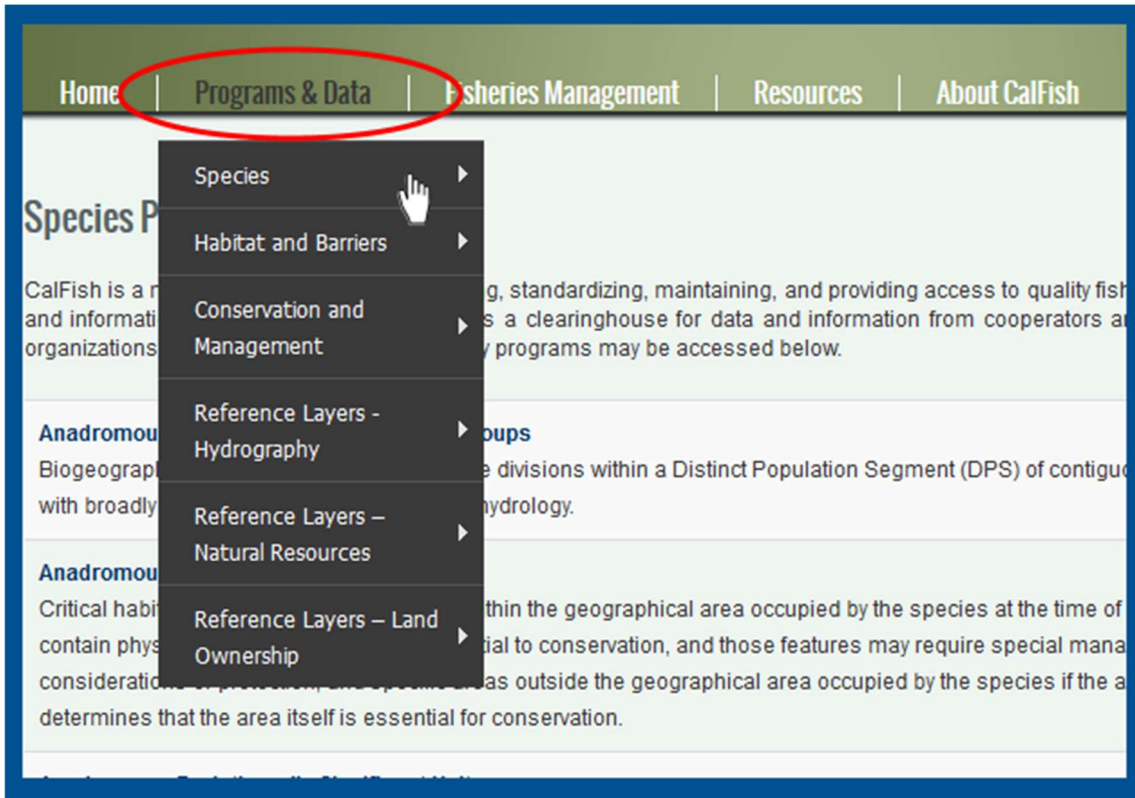 Home Programs & Data Fisheries Management Resources About CalFish
Species
Habitat and Barriers
Conservation and
Management
Reference Layers -
Hydrography
Reference Layers –
Natural Resources
Reference Layers – Land
Ownership
Species P
CalFish is a g, standardizing, maintaining, and providing access to quality fish
and informati s a clearinghouse for data and information from cooperators
organizations programs may be accessed below.
Anadromou oups
Biogeograp divisions within a Distinct Population Segment (DPS) of contigu
with broadly hydrology.
Anadromou
Critical habi thin the geographical area occupied by the species at the time of
contain phys tial to conservation, and those features may require special mana
considerations as outside the geographical area occupied by the species if the a
determines that the area itself is essential for conservation.